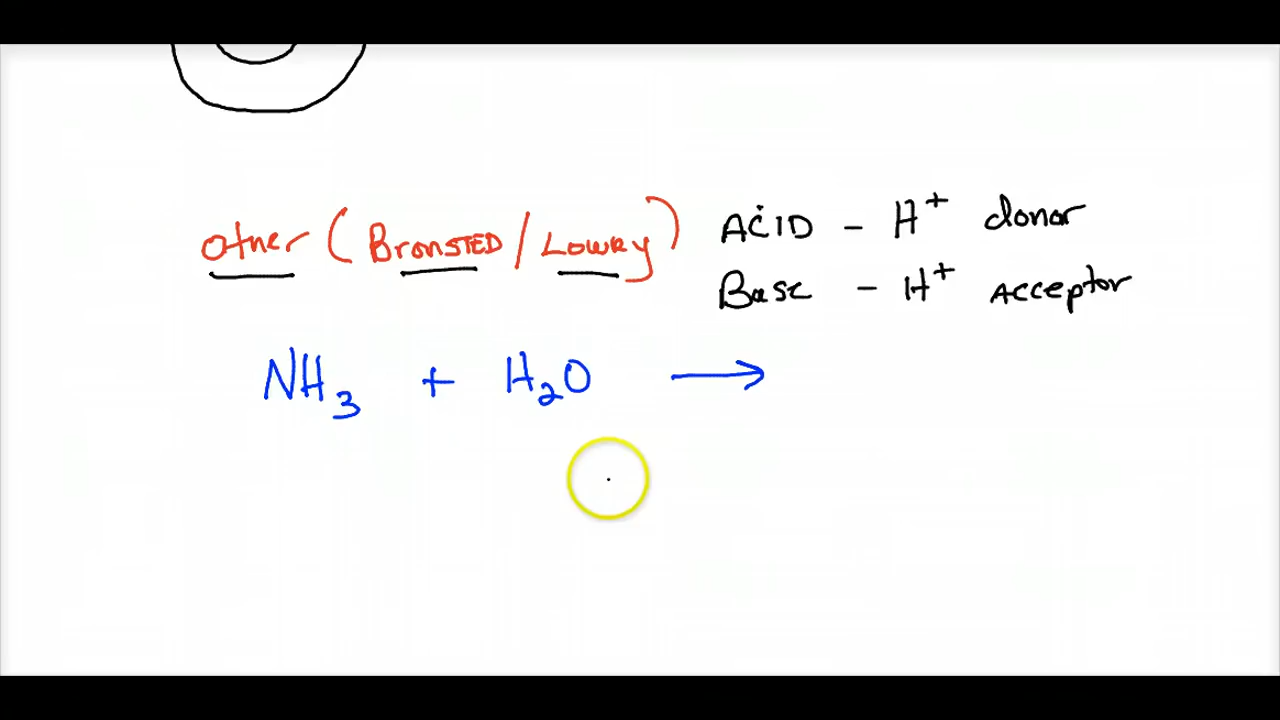 Other (Bronsted/Lowry) ACID - H⁺ donor
Base - H⁺ Acceptor
NH₃ + H₂O →